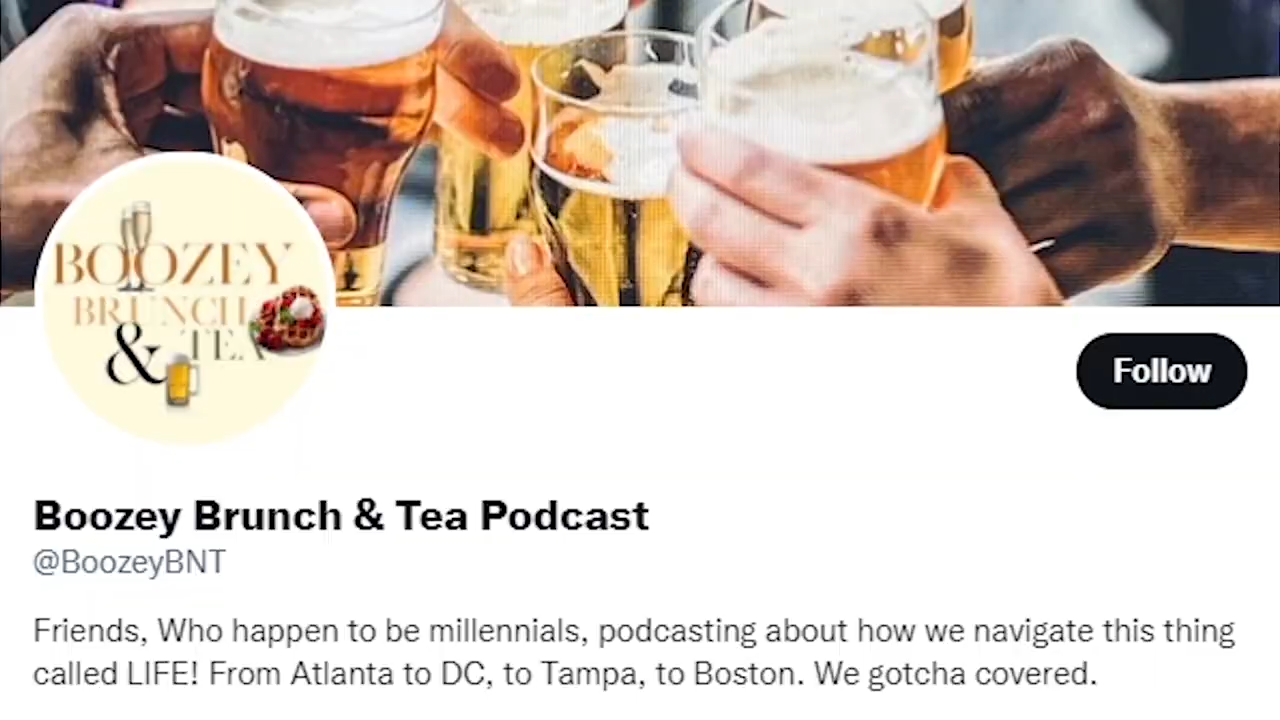 BOOZEY
BRUNCH
& TEA
Follow
Boozey Brunch & Tea Podcast
@BoozeyBNT
Friends, Who happen to be millennials, podcasting about how we navigate this thing
called LIFE! From Atlanta to DC, to Tampa, to Boston. We gotcha covered.